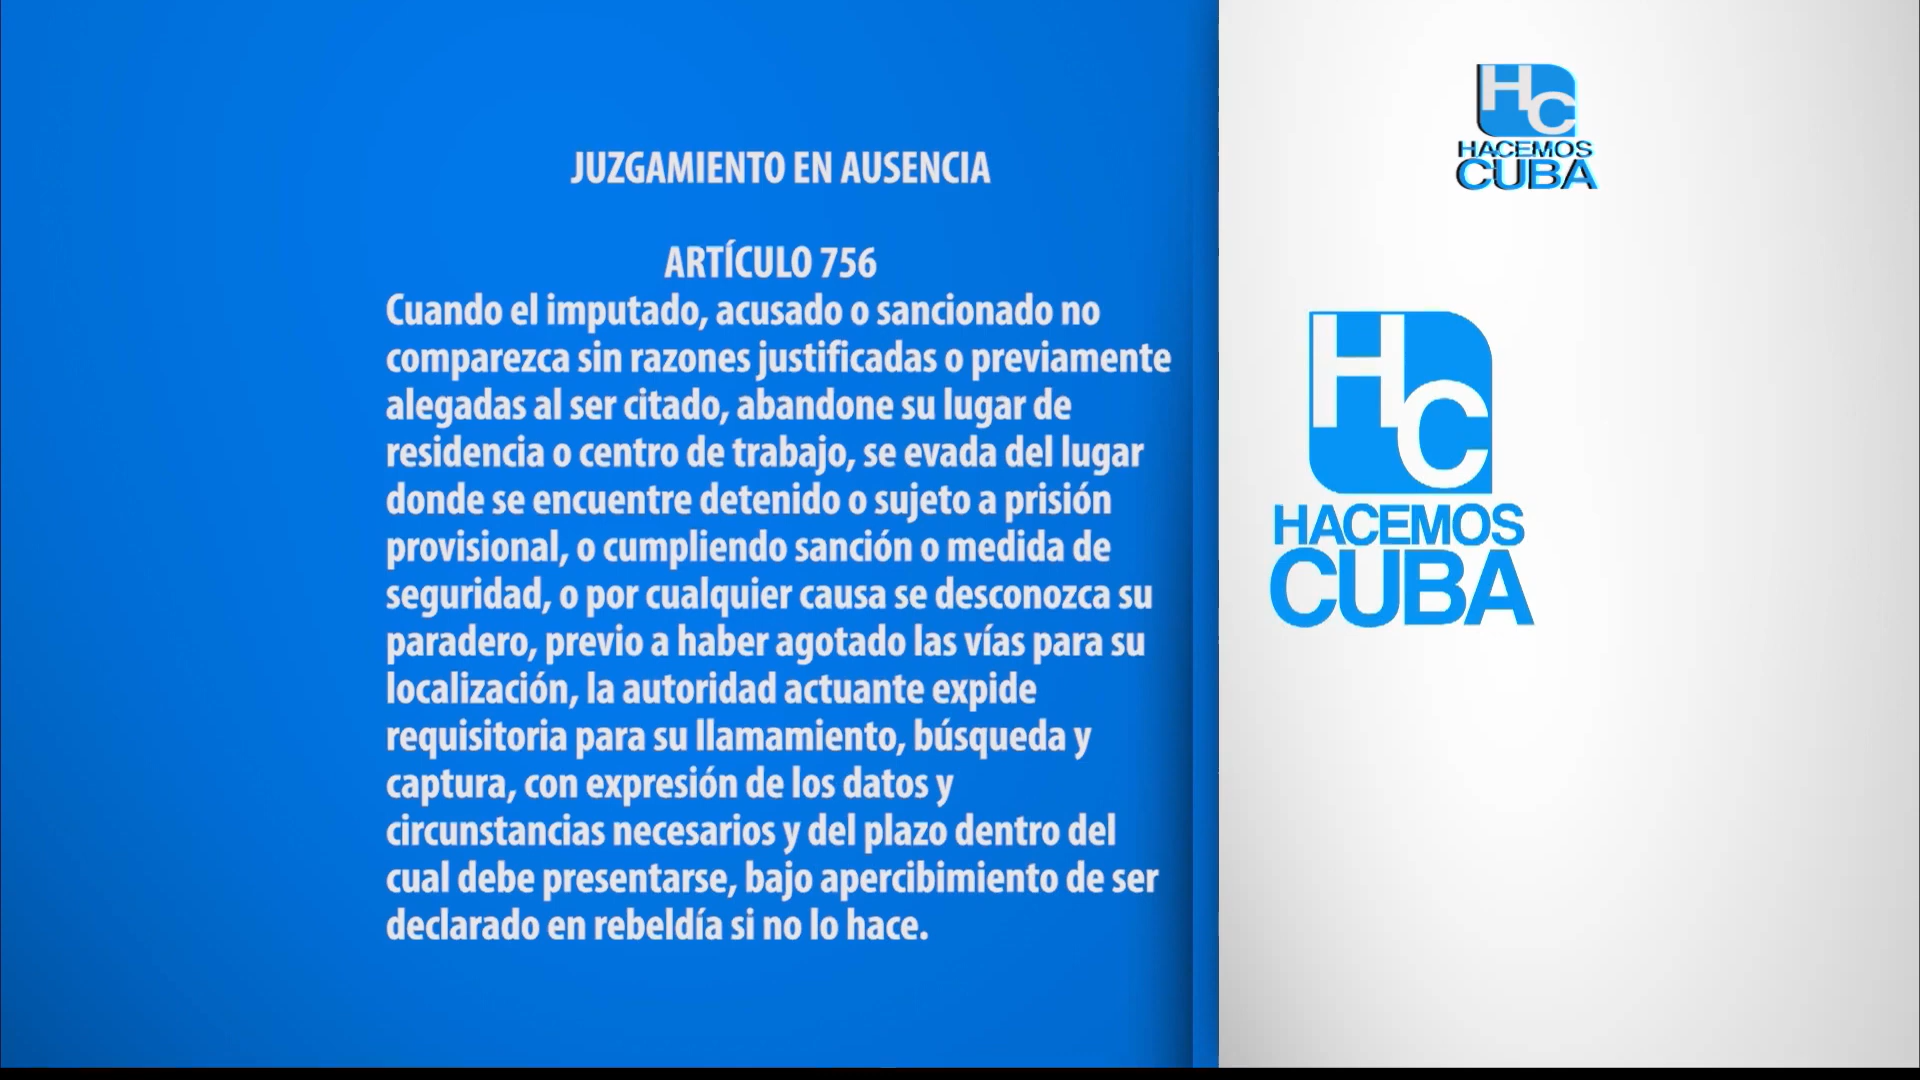 JUZGAMIENTO EN AUSENCIA
ARTÍCULO 756
Cuando el imputado, acusado o sancionado no
comparezca sin razones justificadas o previamente
alegadas al ser citado, abandone su lugar de
residencia o centro de trabajo, se evada del lugar
donde se encuentre detenido o sujeto a prisión
provisional, o cumpliendo sanción o medida de
seguridad, o por cualquier causa se desconozca su
paradero, previo a haber agotado las vías para su
localización, la autoridad actuante expide
requisitoria para su llamamiento, búsqueda y
captura, con expresión de los datos y
circunstancias necesarios y del plazo dentro del
cual debe presentarse, bajo apercibimiento de ser
declarado en rebeldía si no lo hace.
HC
HACEMOS
CUBA
HC
HACEMOS
CUBA